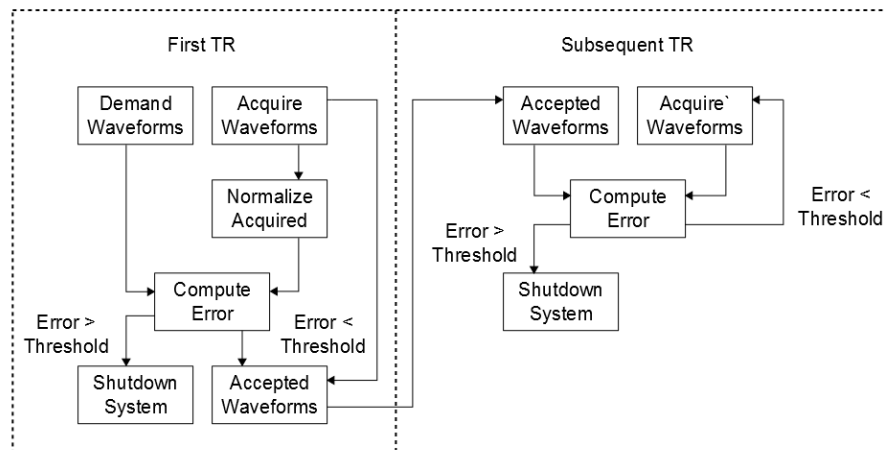 First TR
Subsequent TR
Demand
Waveforms
Acquire
Waveforms
Normalize
Acquired
Compute
Error
Error >
Threshold
Error <
Threshold
Shutdown
System
Accepted
Waveforms
Accepted
Waveforms
Acquire`
Waveforms
Compute
Error
Error >
Threshold
Error <
Threshold
Shutdown
System